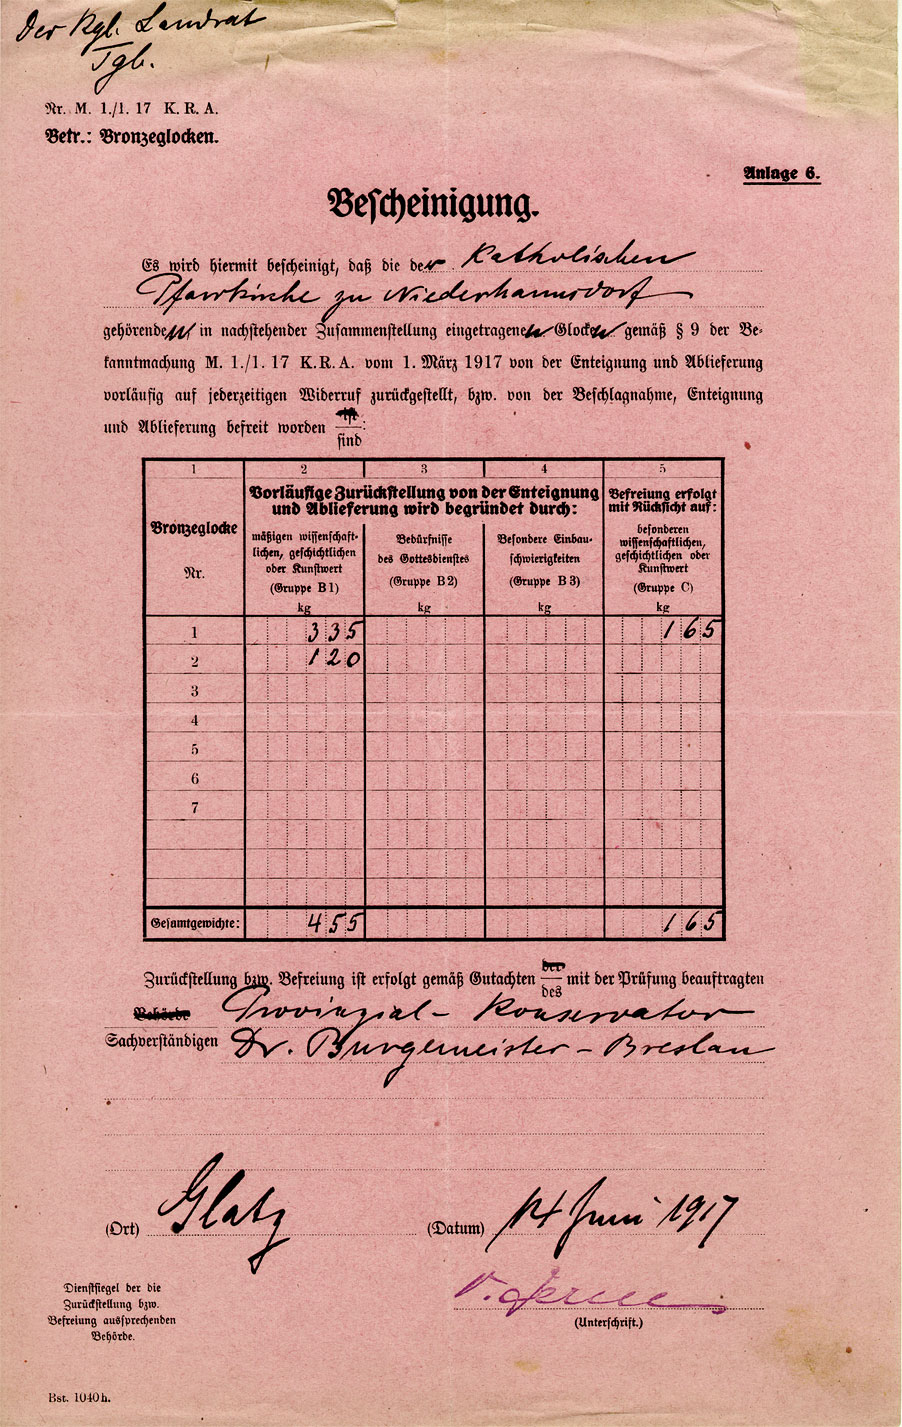 Der Kgl. Landrat
Tgb.
Nr. M. 1./1. 17 K. R. A.
Betr.: Bronzeglocken.
Anlage 6.
Bescheinigung.
Es wird hiermit bescheinigt, daß die der Katholischen
Pfarrkirche zu Niederhannsdorf
gehörenden in nachstehender Zusammenstellung eingetragenen Glocken gemäß § 9 der Be-
kanntmachung M. 1./1. 17 K.R.A. vom 1. März 1917 von der Enteignung und Ablieferung
vorläufig auf jederzeitigen Widerruf zurückgestellt, bzw. von der Beschlagnahme, Enteignung
ist
und Ablieferung befreit worden :
sind
1 2 3 4 5
Bronzeglocke
Nr.
Vorläufige Zurückstellung von der Enteignung
und Ablieferung wird begründet durch:
mäßigen wissenschaft-
lichen, geschichtlichen
oder Kunstwert
(Gruppe B1)
kg
Bedürfnisse
des Gottesdienstes
(Gruppe B2)
kg
Besondere Einbau-
schwierigkeiten
(Gruppe B3)
kg
Befreiung erfolgt
mit Rücksicht auf:
besonderen
wissenschaftlichen,
geschichtlichen oder
Kunstwert
(Gruppe C)
kg
1 335 165
2 120
3
4
5
6
7
Gesamtgewichte: 455 165
der
Zurückstellung bzw. Befreiung ist erfolgt gemäß Gutachten mit der Prüfung beauftragten
des
Behörde Provinzial-Konservator
Sachverständigen Dr. Burgemeister - Breslau
(Ort) Glatz (Datum) 14 Juni 1917
Dienstsiegel der die
Zurückstellung bzw.
Befreiung aussprechenden
Behörde.
(Unterschrift.)
Bst. 1040h.